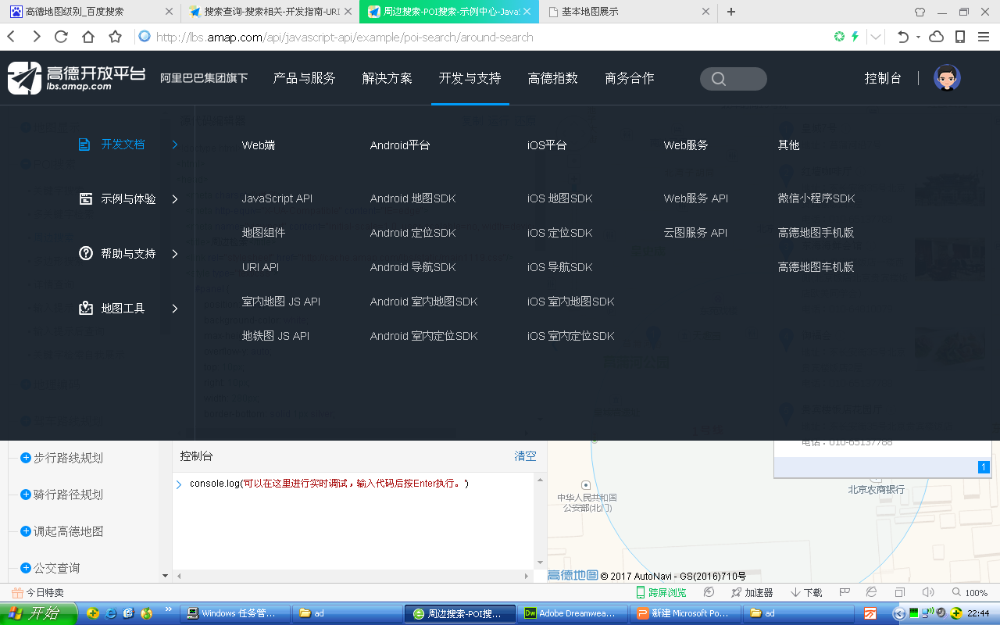 高德地图级别_百度搜索
搜索查询-搜索相关-开发指南-URI
周边搜索-POI搜索-示例中心-JavaS
基本地图展示
http://lbs.amap.com/api/javascript-api/example/poi-search/around-search
高德开放平台
lbs.amap.com
阿里巴巴集团旗下
产品与服务 解决方案 开发与支持 高德指数 商务合作 控制台
开发文档 Web端 Android平台 iOS平台 Web服务 其他
示例与体验 JavaScript API Android 地图SDK iOS 地图SDK Web服务 API 微信小程序SDK
地图组件 Android 定位SDK iOS 定位SDK 云图服务 API 高德地图手机版
帮助与支持 URI API Android 导航SDK iOS 导航SDK 高德地图车机版
地图工具 室内地图 JS API Android 室内地图SDK iOS 室内地图SDK
地铁图 JS API Android 室内定位SDK iOS 室内定位SDK
电话：010-65137788
1
步行路线规划
骑行路径规划
调起高德地图
公交查询
控制台 清空
console.log('可以在这里进行实时调试，输入代码后按Enter执行。')
中华人民共和国
公安部(北门)
北京农商银行
高德地图 © 2017 AutoNavi - GS(2016)710号
今日特卖 跨屏浏览 加速器 下载 100%
开始 Windows 任务管... ad 周边搜索-POI搜... Adobe Dreamwea... 新建 Microsoft Po... ad 22:44